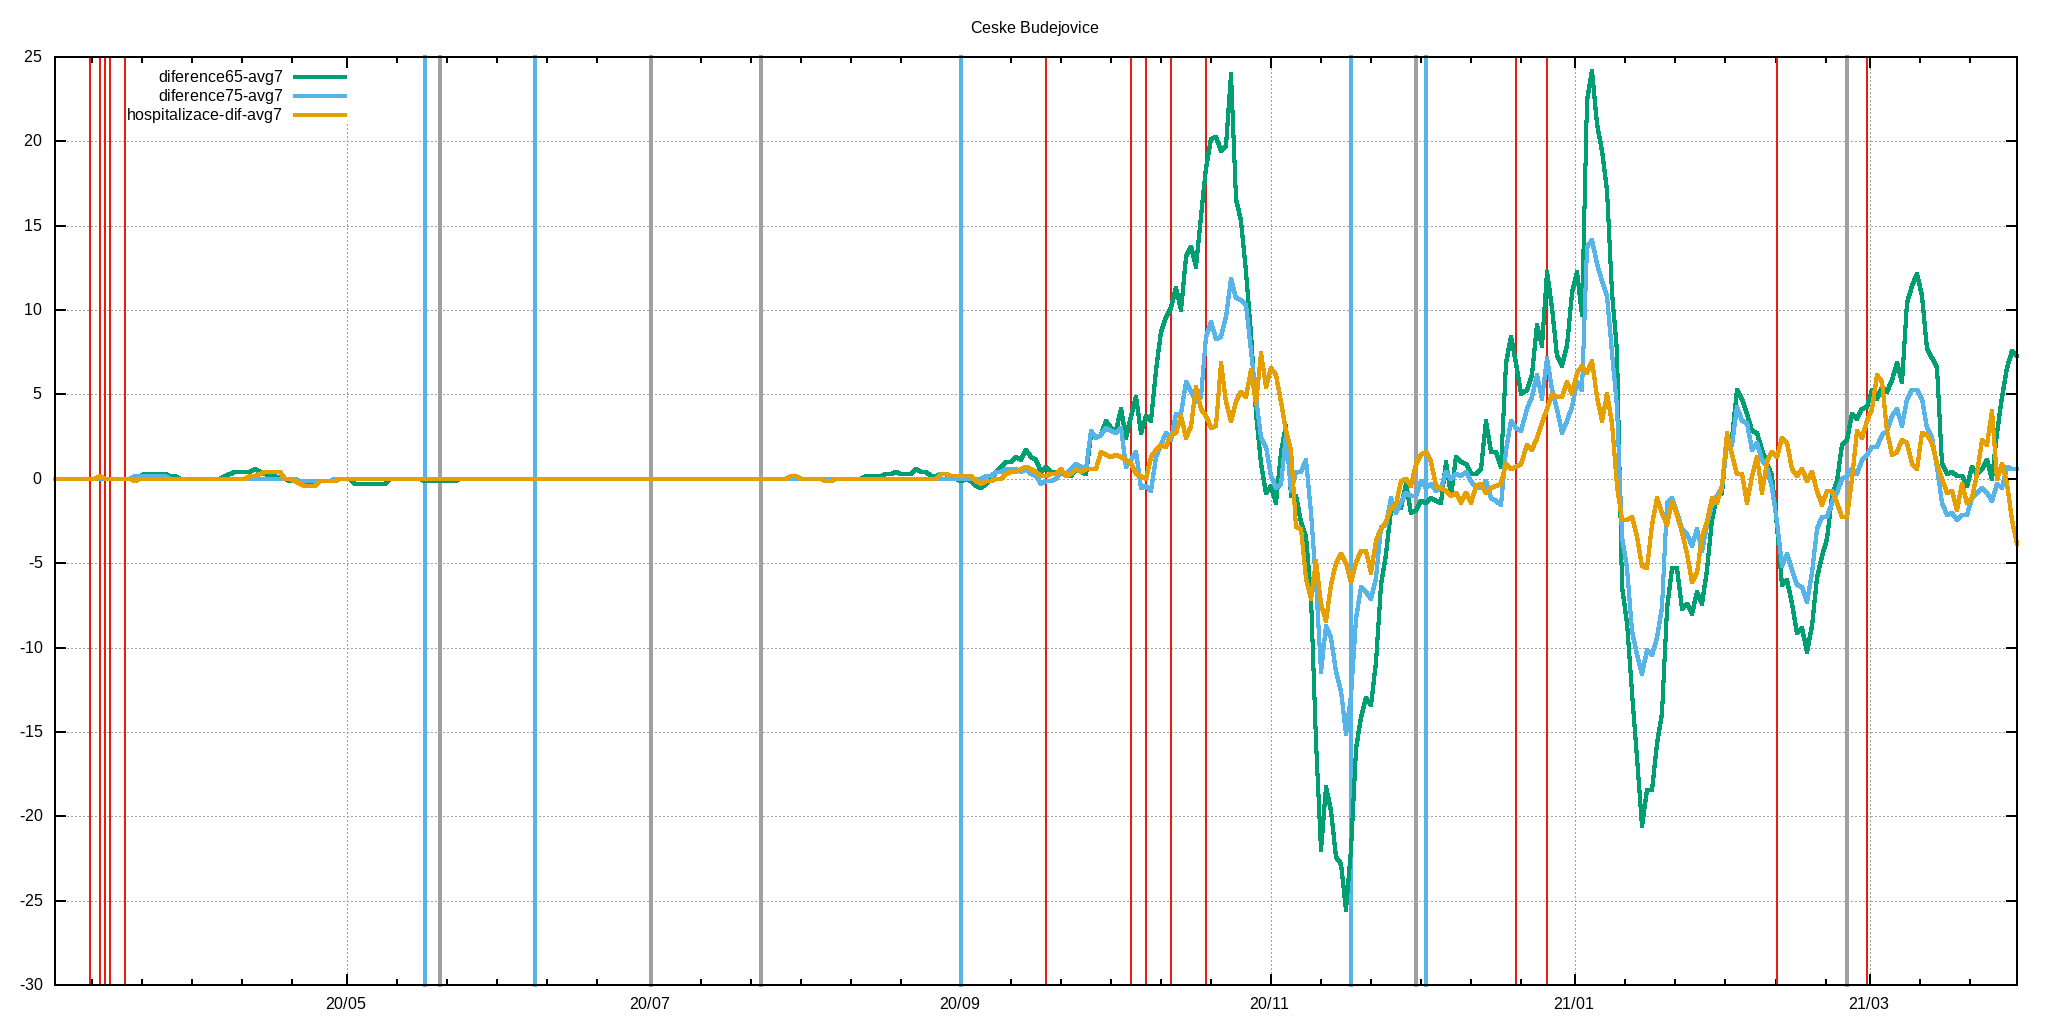 Ceske Budejovice
25
diference65-avg7
diference75-avg7
hospitalizace-dif-avg7
20
15
10
5
0
-5
-10
-15
-20
-25
-30
20/05 20/07 20/09 20/11 21/01 21/03